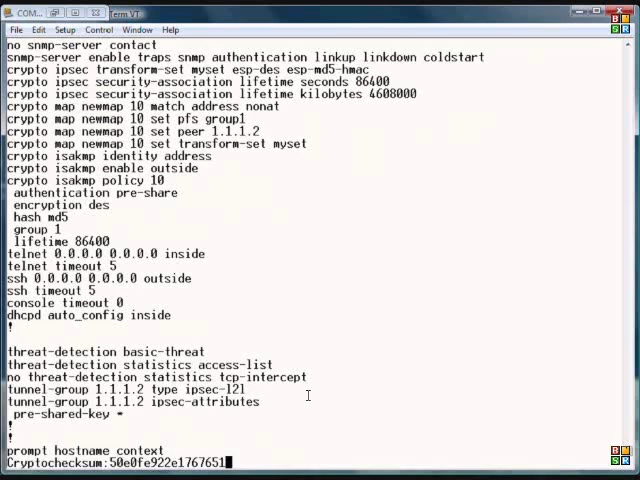 COM... Term VT
File Edit Setup Control Window Help
no snmp-server contact
snmp-server enable traps snmp authentication linkup linkdown coldstart
crypto ipsec transform-set myset esp-des esp-md5-hmac
crypto ipsec security-association lifetime seconds 86400
crypto ipsec security-association lifetime kilobytes 4608000
crypto map newmap 10 match address nonat
crypto map newmap 10 set pfs group1
crypto map newmap 10 set peer 1.1.1.2
crypto map newmap 10 set transform-set myset
crypto isakmp identity address
crypto isakmp enable outside
crypto isakmp policy 10
 authentication pre-share
 encryption des
 hash md5
 group 1
 lifetime 86400
telnet 0.0.0.0 0.0.0.0 inside
telnet timeout 5
ssh 0.0.0.0 0.0.0.0 outside
ssh timeout 5
console timeout 0
dhcpd auto_config inside
!
threat-detection basic-threat
threat-detection statistics access-list
no threat-detection statistics tcp-intercept
tunnel-group 1.1.1.2 type ipsec-l2l
tunnel-group 1.1.1.2 ipsec-attributes
 pre-shared-key *
!
!
prompt hostname context
Cryptochecksum:50e0fe922e1767651
B
SR
B
SR